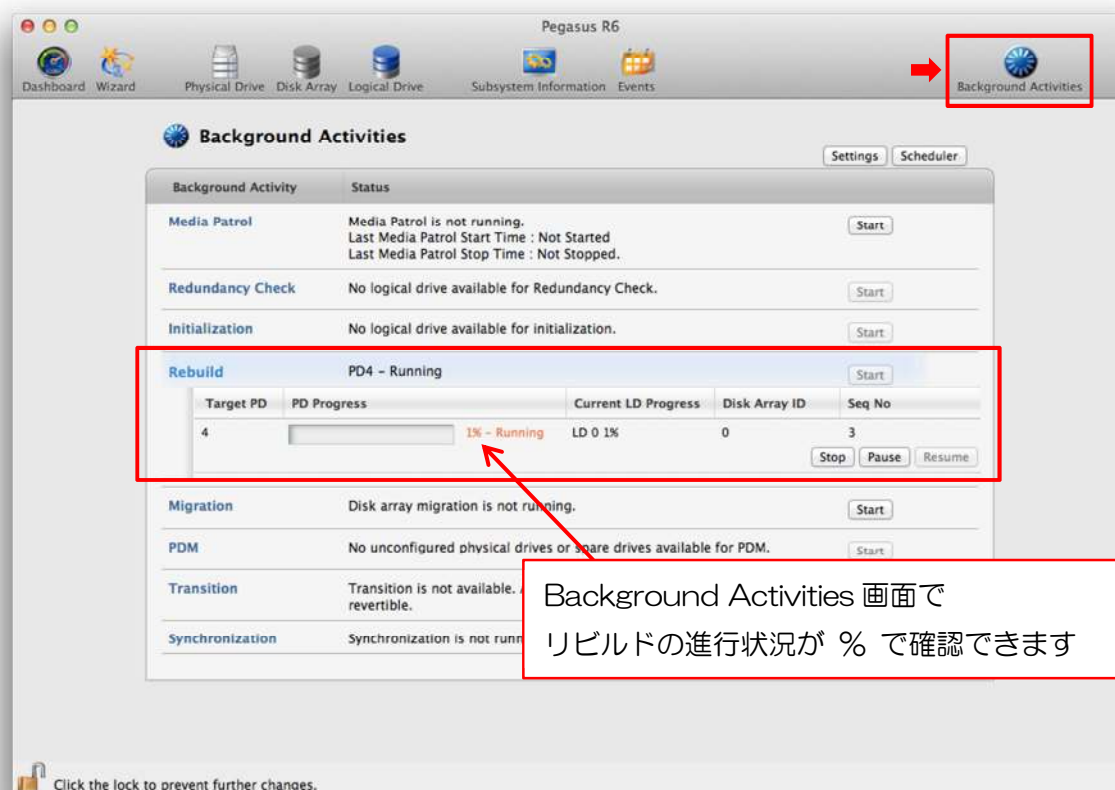 Pegasus R6
Dashboard Wizard Physical Drive Disk Array Logical Drive Subsystem Information Events Background Activities
Background Activities
Settings Scheduler
Background Activity Status
Media Patrol Media Patrol is not running. Start
Last Media Patrol Start Time : Not Started
Last Media Patrol Stop Time : Not Stopped.
Redundancy Check No logical drive available for Redundancy Check. Start
Initialization No logical drive available for initialization. Start
Rebuild PD4 – Running Start
Target PD PD Progress Current LD Progress Disk Array ID Seq No
4 1% – Running LD 0 1% 0 3
Stop Pause Resume
Migration Disk array migration is not running. Start
PDM No unconfigured physical drives or spare drives available for PDM. Start
Transition Transition is not available.
revertible.
Synchronization Synchronization is not
Background Activities 画面で
リビルドの進行状況が % で確認できます
Click the lock to prevent further changes.